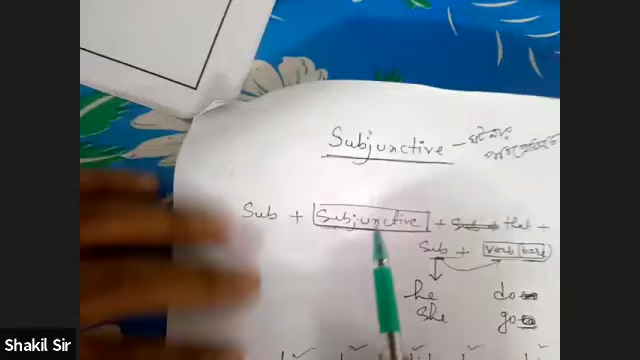 Subjunctive –
Sub + Subjunctive + that +
Sub + verb (base)
he do
She go
Shakil Sir